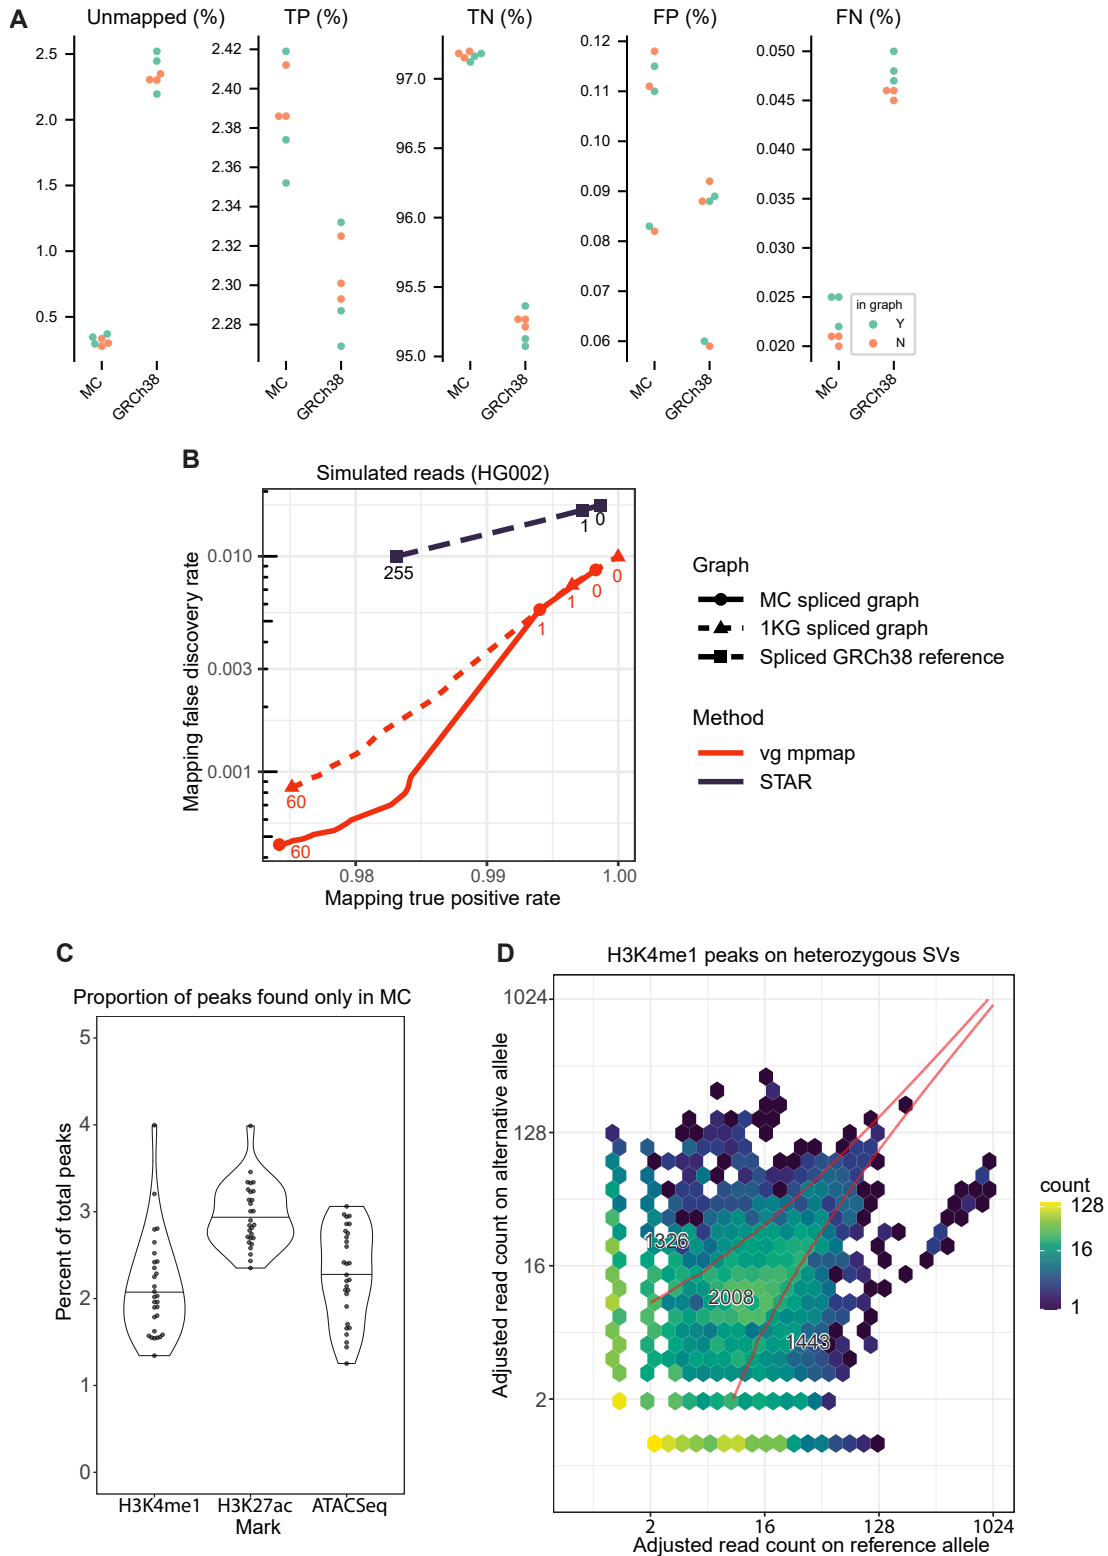 A
Unmapped (%)
TP (%)
TN (%)
FP (%)
FN (%)
2.5
2.0
1.5
1.0
0.5
MC
GRCh38
2.42
2.40
2.38
2.36
2.34
2.32
2.30
2.28
MC
GRCh38
97.0
96.5
96.0
95.5
95.0
MC
GRCh38
0.12
0.11
0.10
0.09
0.08
0.07
0.06
MC
GRCh38
0.050
0.045
0.040
0.035
0.030
0.025
0.020
in graph
Y
N
MC
GRCh38
B
Simulated reads (HG002)
Mapping false discovery rate
0.010
0.003
0.001
255
1
0
0
0
1
1
60
60
0.98
0.99
1.00
Mapping true positive rate
Graph
MC spliced graph
1KG spliced graph
Spliced GRCh38 reference
Method
vg mpmap
STAR
C
Proportion of peaks found only in MC
Percent of total peaks
5
4
3
2
1
0
H3K4me1
H3K27ac
ATACSeq
Mark
D
H3K4me1 peaks on heterozygous SVs
Adjusted read count on alternative allele
1024
128
16
2
1326
2008
1443
2
16
128
1024
Adjusted read count on reference allele
count
128
16
1